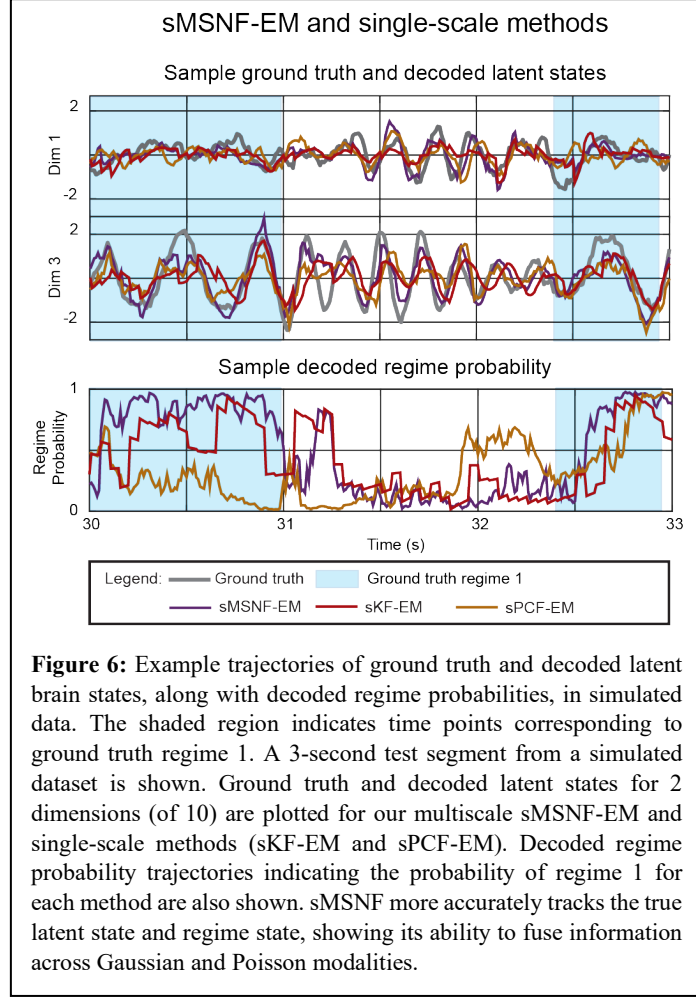 sMSNF-EM and single-scale methods
Sample ground truth and decoded latent states
2
Dim 1
-2
2
Dim 3
-2
Sample decoded regime probability
1
Regime
Probability
0
30
31
32
33
Time (s)
Legend: Ground truth Ground truth regime 1
sMSNF-EM sKF-EM sPCF-EM
Figure 6: Example trajectories of ground truth and decoded latent
brain states, along with decoded regime probabilities, in simulated
data. The shaded region indicates time points corresponding to
ground truth regime 1. A 3-second test segment from a simulated
dataset is shown. Ground truth and decoded latent states for 2
dimensions (of 10) are plotted for our multiscale sMSNF-EM and
single-scale methods (sKF-EM and sPCF-EM). Decoded regime
probability trajectories indicating the probability of regime 1 for
each method are also shown. sMSNF more accurately tracks the true
latent state and regime state, showing its ability to fuse information
across Gaussian and Poisson modalities.